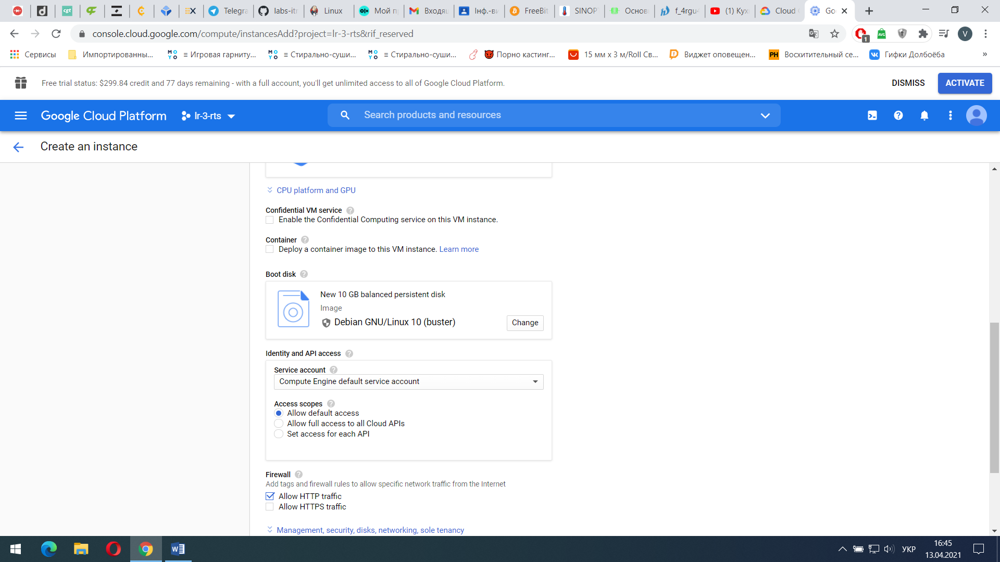 Telegra
labs-itr
Linux
Мой п
Входящ
Інф.-ви
FreeBit
SINOP
Основ
f_4rgu
(1) Кух
Cloud
Go
console.cloud.google.com/compute/instancesAdd?project=lr-3-rts&rif_reserved
1
V
Сервисы
Импортированны...
≡ Игровая гарниту...
≡ Стирально-суши...
≡ Стирально-суши...
Порно кастинг...
15 мм x 3 м/Roll Св...
Виджет оповещен...
PH
Восхитительный се...
Гифки Долбоёба
»
Free trial status: $299.84 credit and 77 days remaining - with a full account, you'll get unlimited access to all of Google Cloud Platform.
DISMISS
ACTIVATE
Google Cloud Platform
lr-3-rts
Search products and resources
Create an instance
CPU platform and GPU
Confidential VM service
Enable the Confidential Computing service on this VM instance.
Container
Deploy a container image to this VM instance. Learn more
Boot disk
New 10 GB balanced persistent disk
Image
Debian GNU/Linux 10 (buster)
Change
Identity and API access
Service account
Compute Engine default service account
Access scopes
Allow default access
Allow full access to all Cloud APIs
Set access for each API
Firewall
Add tags and firewall rules to allow specific network traffic from the Internet
Allow HTTP traffic
Allow HTTPS traffic
Management, security, disks, networking, sole tenancy
УКР
16:45
13.04.2021